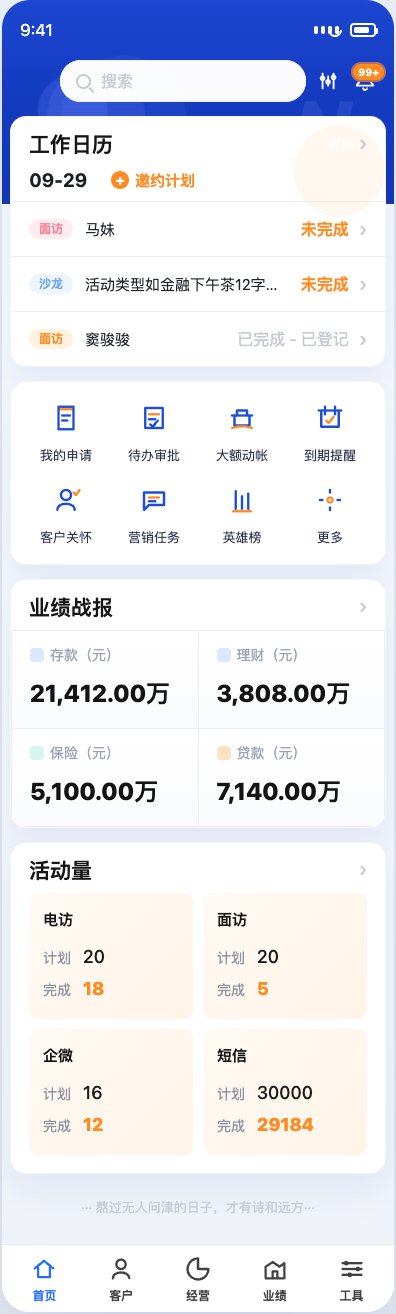 9:41
搜索
99+
工作日历
更多
09-29 邀约计划
面访 马妹 未完成
沙龙 活动类型如金融下午茶12字... 未完成
面访 窦骏骏 已完成 - 已登记
我的申请 待办审批 大额动帐 到期提醒
客户关怀 营销任务 英雄榜 更多
业绩战报
存款（元） 理财（元）
21,412.00万 3,808.00万
保险（元） 贷款（元）
5,100.00万 7,140.00万
活动量
电访 面访
计划 20 计划 20
完成 18 完成 5
企微 短信
计划 16 计划 30000
完成 12 完成 29184
··· 熬过无人问津的日子，才有诗和远方···
首页 客户 经营 业绩 工具